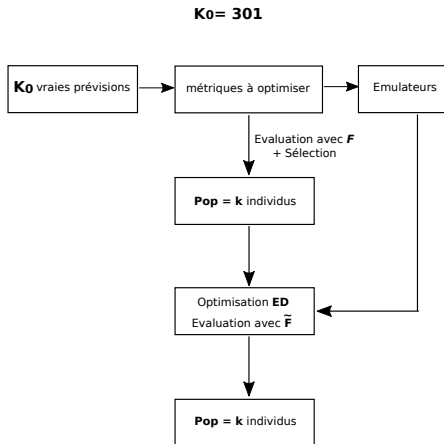 K0= 301
K0 vraies prévisions
métriques à optimiser
Emulateurs
Evaluation avec F
+ Sélection
Pop = k individus
Optimisation ED
Evaluation avec F̃
Pop = k individus